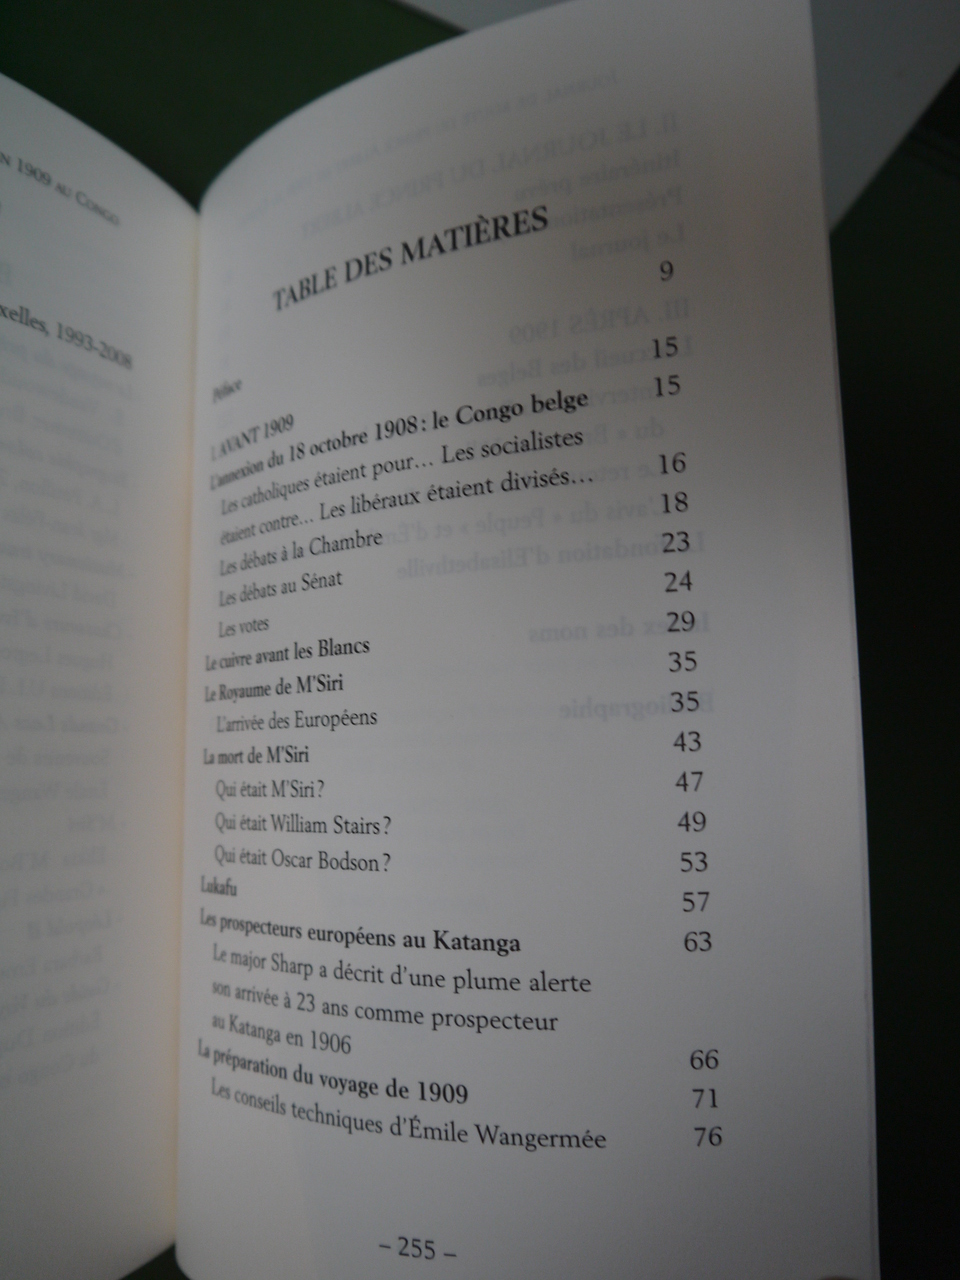 N 1909 AU CONGO
xelles, 1993-2008
TABLE DES MATIÈRES
Préface 9
I. AVANT 1909 15
L'annexion du 18 octobre 1908 : le Congo belge 15
Les catholiques étaient pour… Les socialistes
étaient contre… Les libéraux étaient divisés… 16
Les débats à la Chambre 18
Les débats au Sénat 23
Les votes 24
Le cuivre avant les Blancs 29
Le Royaume de M'Siri 35
L'arrivée des Européens 35
La mort de M'Siri 43
Qui était M'Siri ? 47
Qui était William Stairs ? 49
Qui était Oscar Bodson ? 53
Lukafu 57
Les prospecteurs européens au Katanga 63
Le major Sharp a décrit d'une plume alerte
son arrivée à 23 ans comme prospecteur
au Katanga en 1906 66
La préparation du voyage de 1909 71
Les conseils techniques d'Émile Wangermée 76
– 255 –